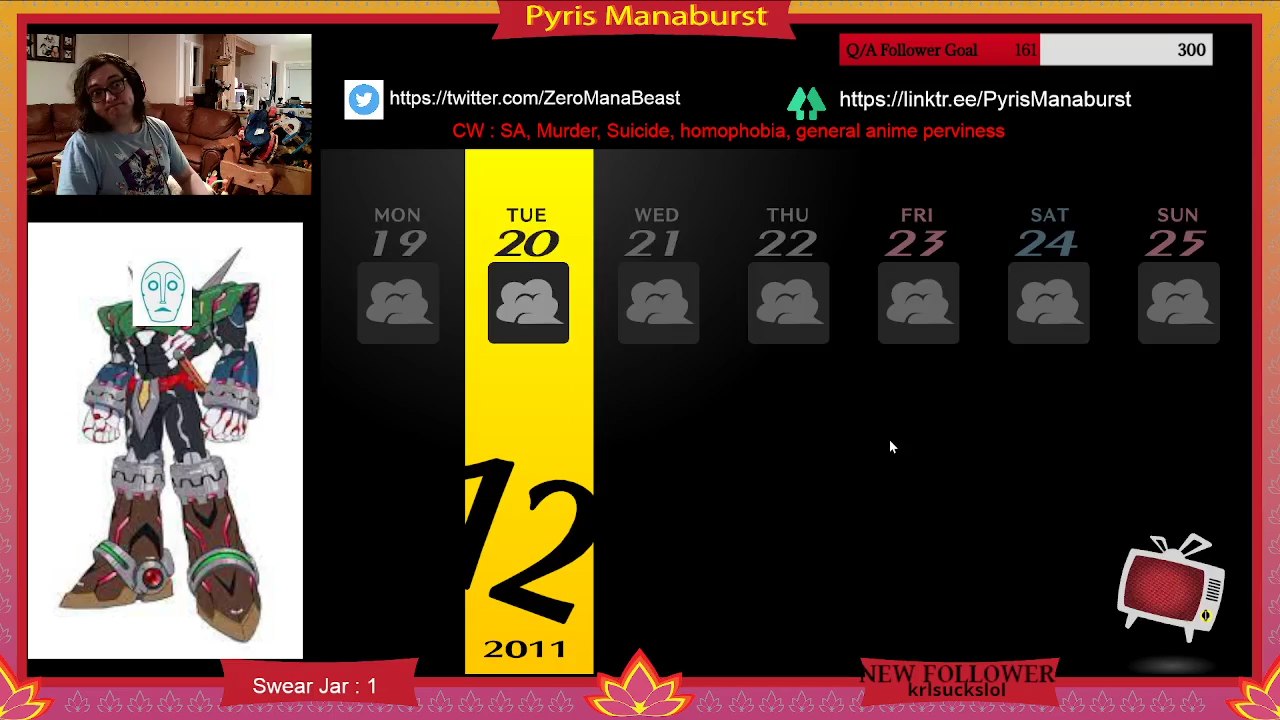 Pyris Manaburst
Q/A Follower Goal 161 300
https://twitter.com/ZeroManaBeast
https://linktr.ee/PyrisManaburst
CW : SA, Murder, Suicide, homophobia, general anime perviness
MON TUE WED THU FRI SAT SUN
19 20 21 22 23 24 25
12
2011
Swear Jar : 1
NEW FOLLOWER
krlsuckslol